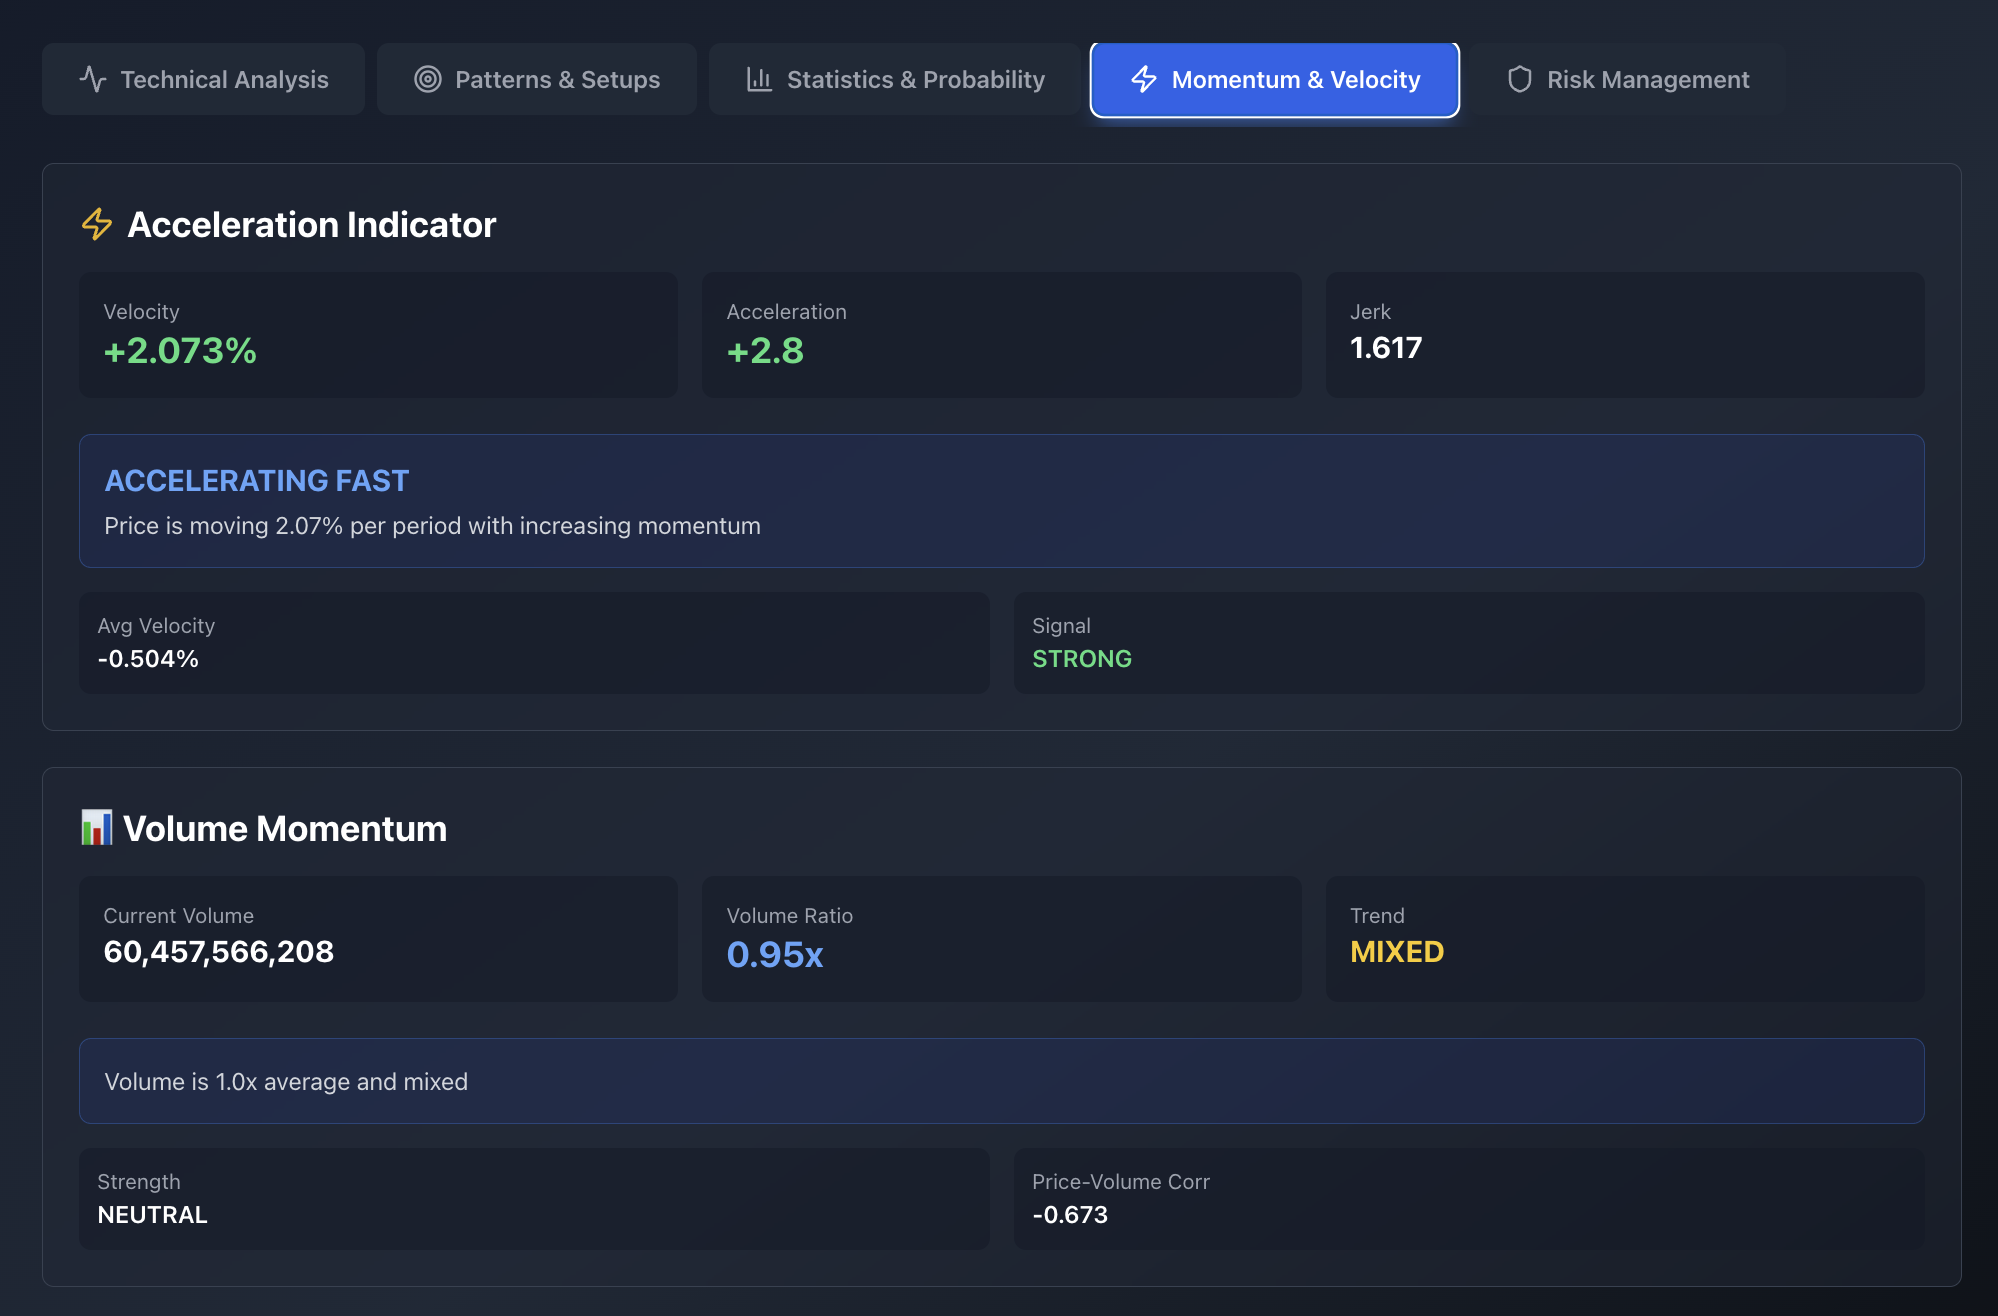 Technical Analysis
Patterns & Setups
Statistics & Probability
Momentum & Velocity
Risk Management
Acceleration Indicator
Velocity
+2.073%
Acceleration
+2.8
Jerk
1.617
ACCELERATING FAST
Price is moving 2.07% per period with increasing momentum
Avg Velocity
-0.504%
Signal
STRONG
Volume Momentum
Current Volume
60,457,566,208
Volume Ratio
0.95x
Trend
MIXED
Volume is 1.0x average and mixed
Strength
NEUTRAL
Price-Volume Corr
-0.673